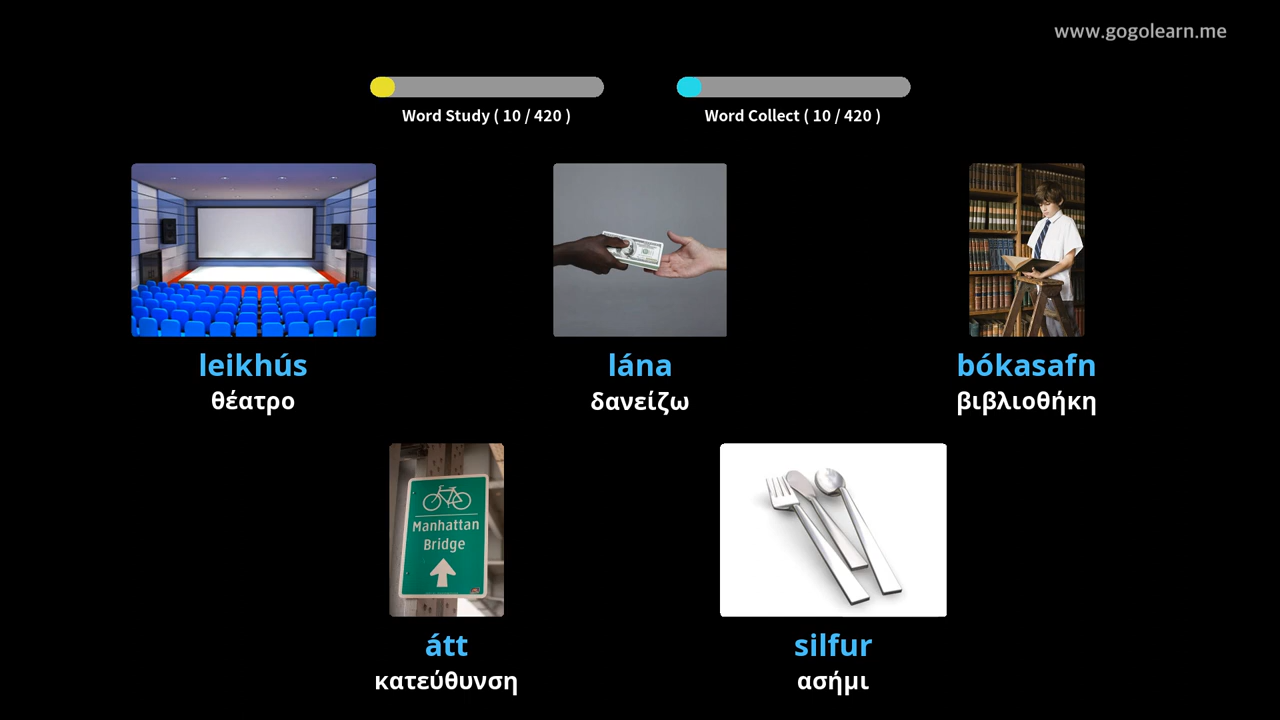 www.gogolearn.me
Word Study ( 10 / 420 )
Word Collect ( 10 / 420 )
leikhús
θέατρο
lána
δανείζω
bókasafn
βιβλιοθήκη
Manhattan
Bridge
átt
κατεύθυνση
silfur
ασήμι